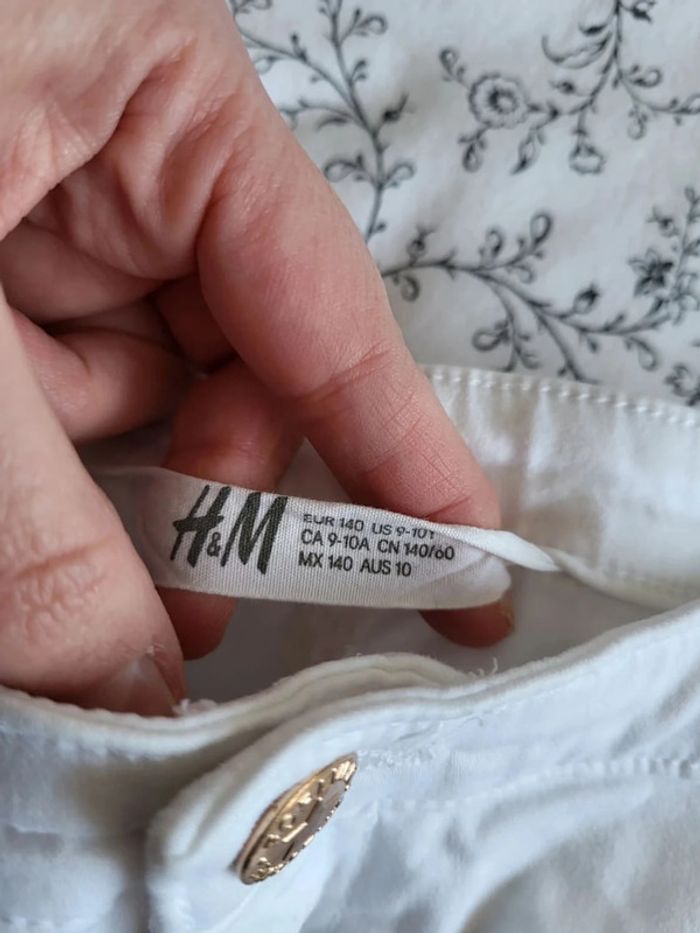 H&M
EUR 140 US 9-10Y
CA 9-10A CN 140/60
MX 140 AUS 10